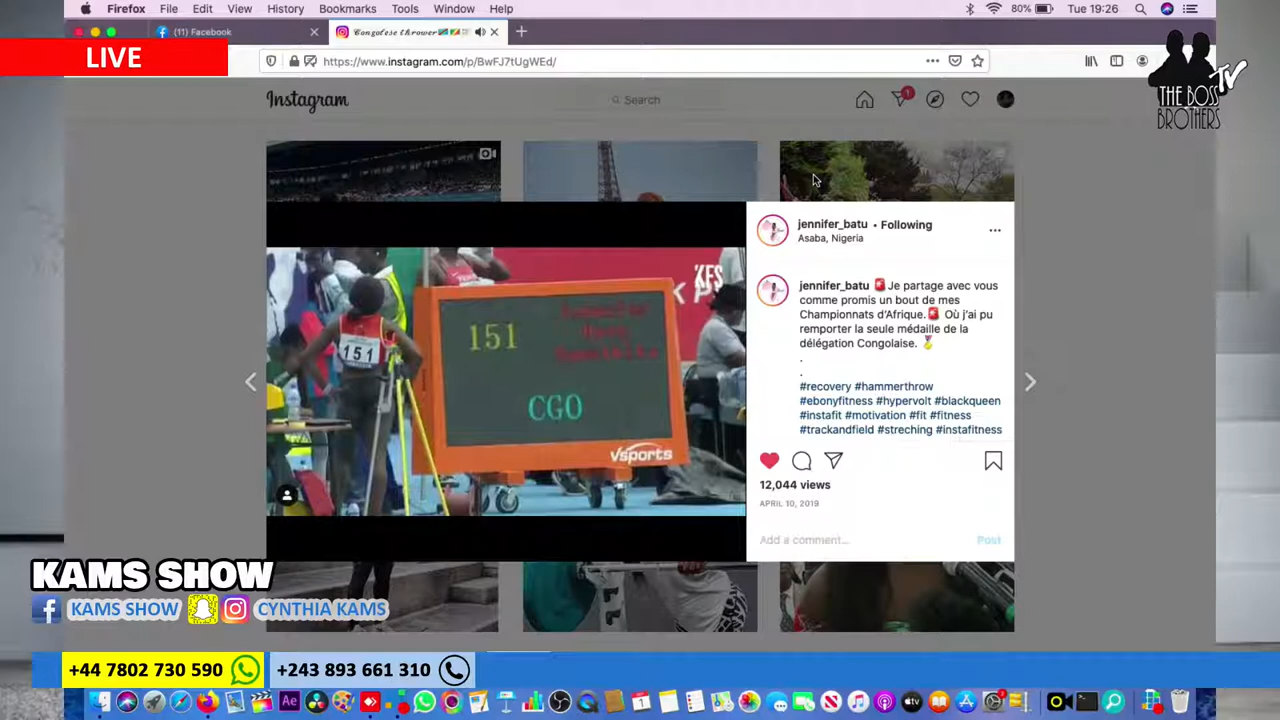 Firefox File Edit View History Bookmarks Tools Window Help
80% Tue 19:26
(11) Facebook
Congolese thrower
LIVE
https://www.instagram.com/p/BwFJ7tUgWEd/
THE BOSS
BROTHERS
TV
Instagram
Search
1
jennifer_batu • Following
Asaba, Nigeria
jennifer_batu 🚨Je partage avec vous
comme promis un bout de mes
Championnats d'Afrique.🚨 Où j'ai pu
remporter la seule médaille de la
délégation Congolaise. 🏅
.
.
#recovery #hammerthrow
#ebonyfitness #hypervolt #blackqueen
#instafit #motivation #fit #fitness
#trackandfield #streching #instafitness
151
151
CGO
Vsports
12,044 views
APRIL 10, 2019
Add a comment...
Post
KAMS SHOW
KAMS SHOW
CYNTHIA KAMS
+44 7802 730 590
+243 893 661 310